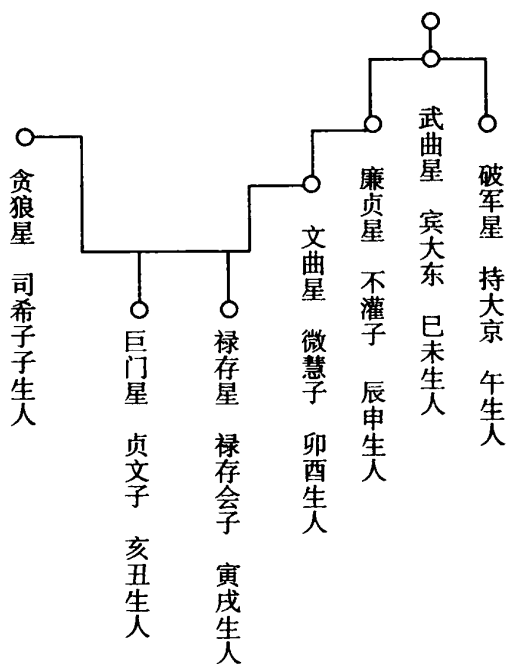 贪狼星 司希子子生人
巨门星 贞文子 亥丑生人
禄存星 禄存会子 寅戌生人
文曲星 微慧子 卯酉生人
廉贞星 不灌子 辰申生人
武曲星 宾大东 巳未生人
破军星 持大京 午生人